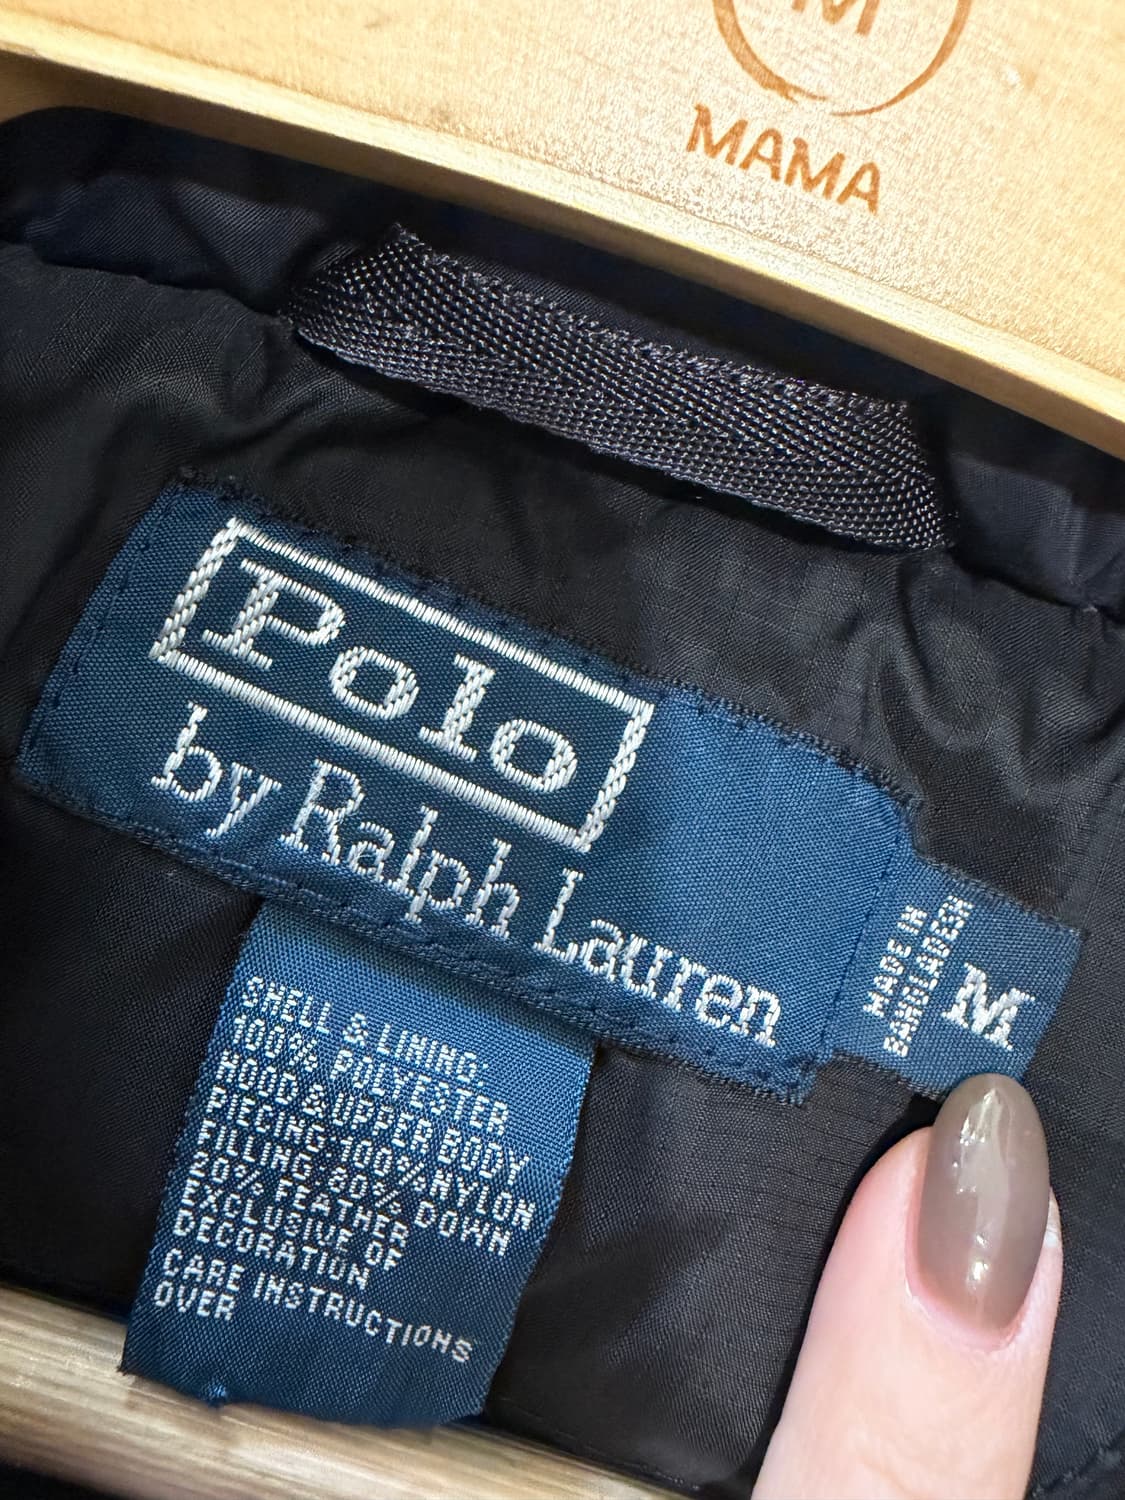 M
MAMA
Polo
by Ralph Lauren
MADE IN
BANGLADESH
M
SHELL & LINING:
100% POLYESTER
HOOD & UPPER BODY
PIECING:100% NYLON
FILLING: 80% DOWN
20% FEATHER
EXCLUSIVE OF
DECORATION
CARE INSTRUCTIONS
OVER